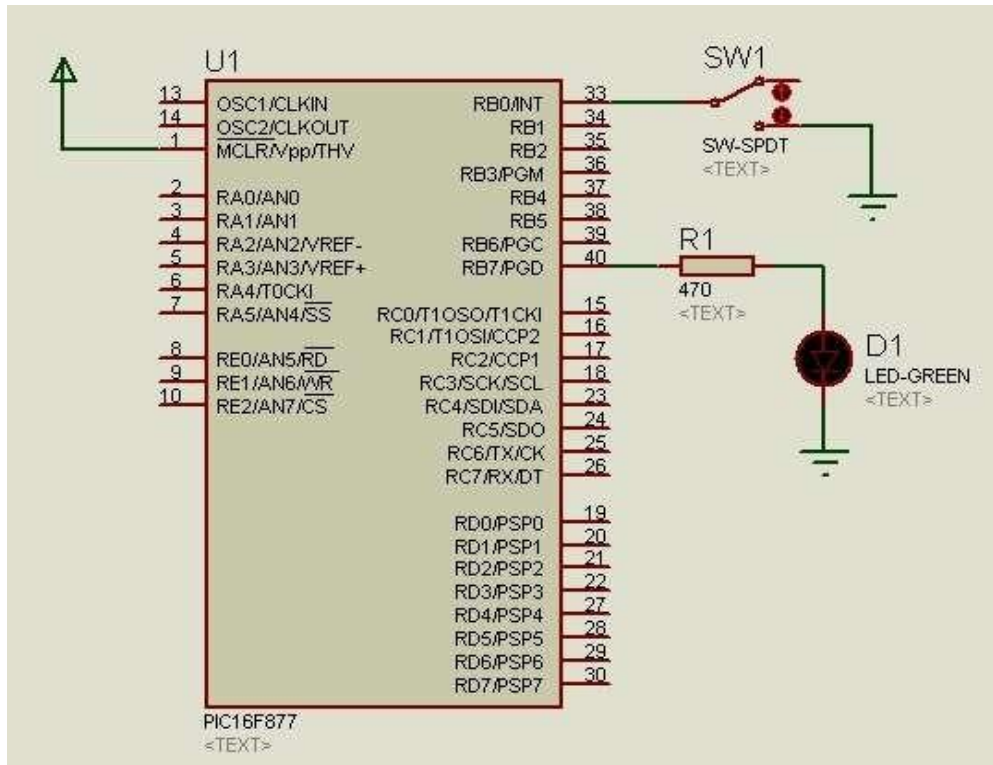 U1
13 OSC1/CLKIN
14 OSC2/CLKOUT
1 MCLR/Vpp/THV
2 RA0/AN0
3 RA1/AN1
4 RA2/AN2/VREF-
5 RA3/AN3/VREF+
6 RA4/T0CKI
7 RA5/AN4/SS
8 RE0/AN5/RD
9 RE1/AN6/WR
10 RE2/AN7/CS
RB0/INT 33
RB1 34
RB2 35
RB3/PGM 36
RB4 37
RB5 38
RB6/PGC 39
RB7/PGD 40
RC0/T1OSO/T1CKI 15
RC1/T1OSI/CCP2 16
RC2/CCP1 17
RC3/SCK/SCL 18
RC4/SDI/SDA 23
RC5/SDO 24
RC6/TX/CK 25
RC7/RX/DT 26
RD0/PSP0 19
RD1/PSP1 20
RD2/PSP2 21
RD3/PSP3 22
RD4/PSP4 27
RD5/PSP5 28
RD6/PSP6 29
RD7/PSP7 30
PIC16F877
<TEXT>
SW1
SW-SPDT
<TEXT>
R1
470
<TEXT>
D1
LED-GREEN
<TEXT>